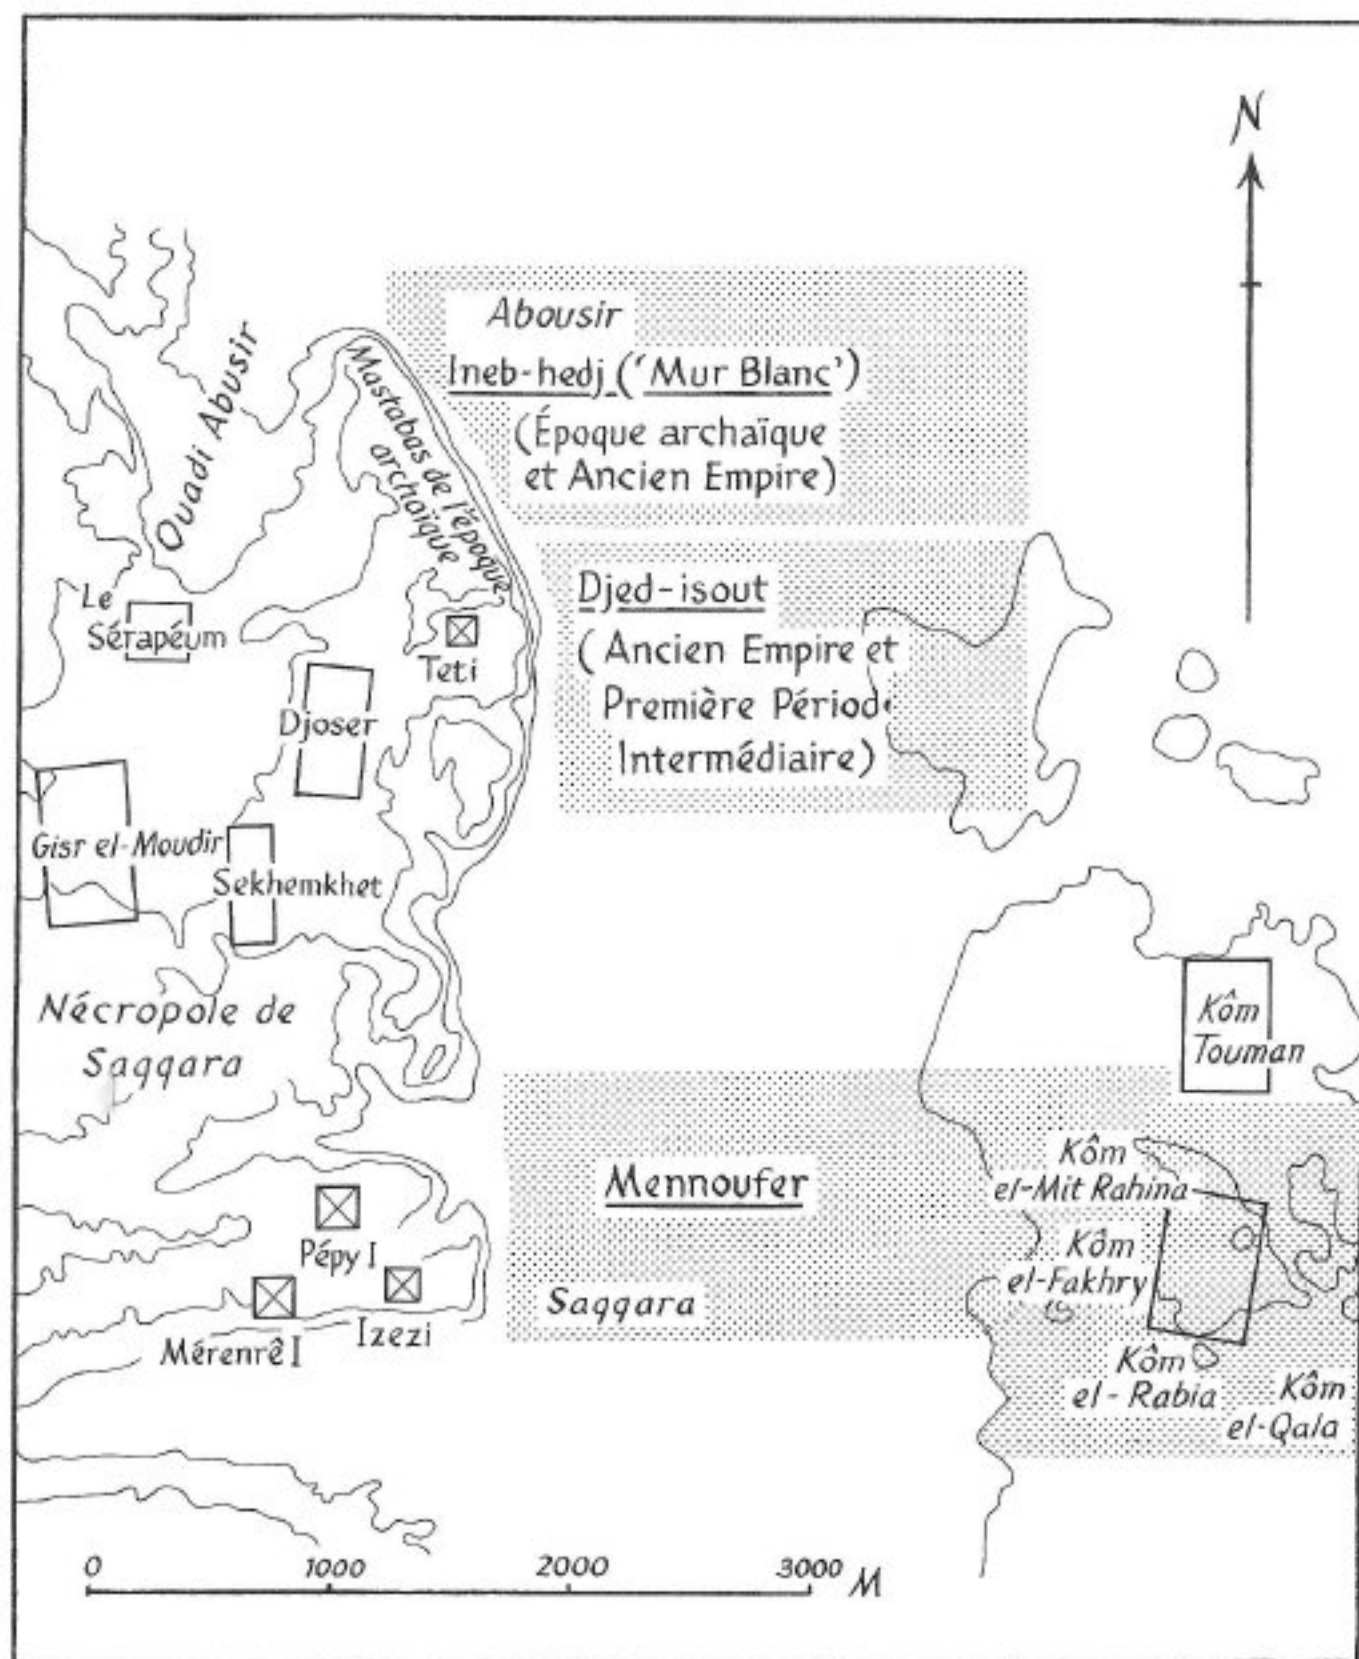 N
Abousir
Ineb-hedj ('Mur Blanc')
(Époque archaïque
et Ancien Empire)
Ouadi Abusir
Mastabas de l'époque
archaïque
Djed-isout
(Ancien Empire et
Première Périod
Intermédiaire)
Le
Sérapéum
Teti
Djoser
Gisr el-Moudir
Sekhemkhet
Nécropole de
Saqqara
Kôm
Touman
Mennoufer
Kôm
el-Mit Rahina
Kôm
el-Fakhry
Saqqara
Pépy I
Izezi
Mérenrê I
Kôm
el-Rabia
Kôm
el-Qala
0 1000 2000 3000 M